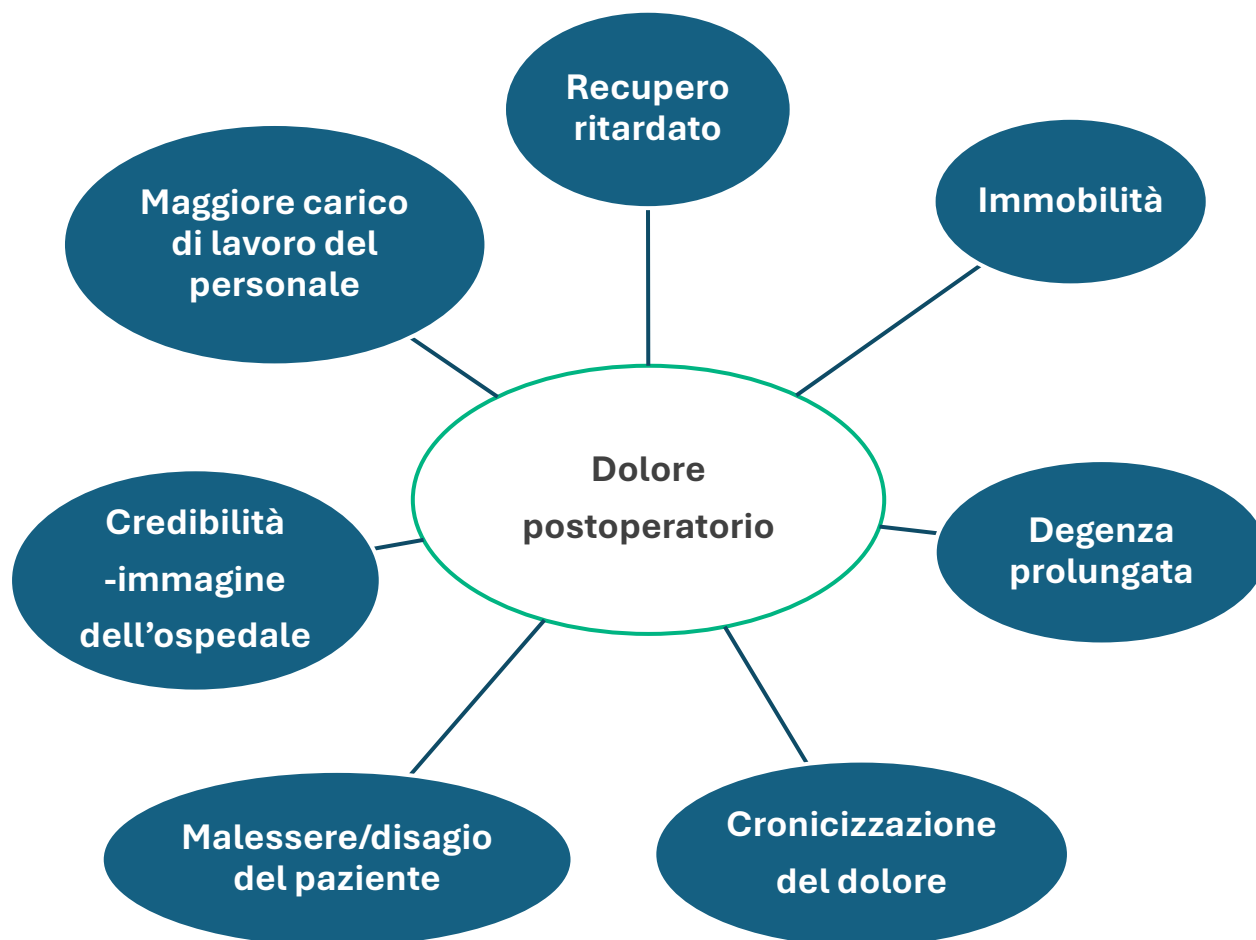 Recupero
ritardato
Immobilità
Maggiore carico
di lavoro del
personale
Dolore
postoperatorio
Credibilità
-immagine
dell’ospedale
Degenza
prolungata
Malessere/disagio
del paziente
Cronicizzazione
del dolore